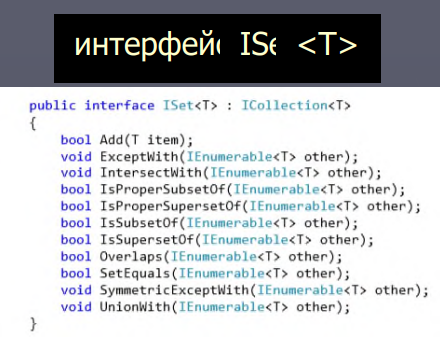 интерфейс ISe <T>
public interface ISet<T> : ICollection<T>
{
bool Add(T item);
void ExceptWith(IEnumerable<T> other);
void IntersectWith(IEnumerable<T> other);
bool IsProperSubsetOf(IEnumerable<T> other);
bool IsProperSupersetOf(IEnumerable<T> other);
bool IsSubsetOf(IEnumerable<T> other);
bool IsSupersetOf(IEnumerable<T> other);
bool Overlaps(IEnumerable<T> other);
bool SetEquals(IEnumerable<T> other);
void SymmetricExceptWith(IEnumerable<T> other);
void UnionWith(IEnumerable<T> other);
}